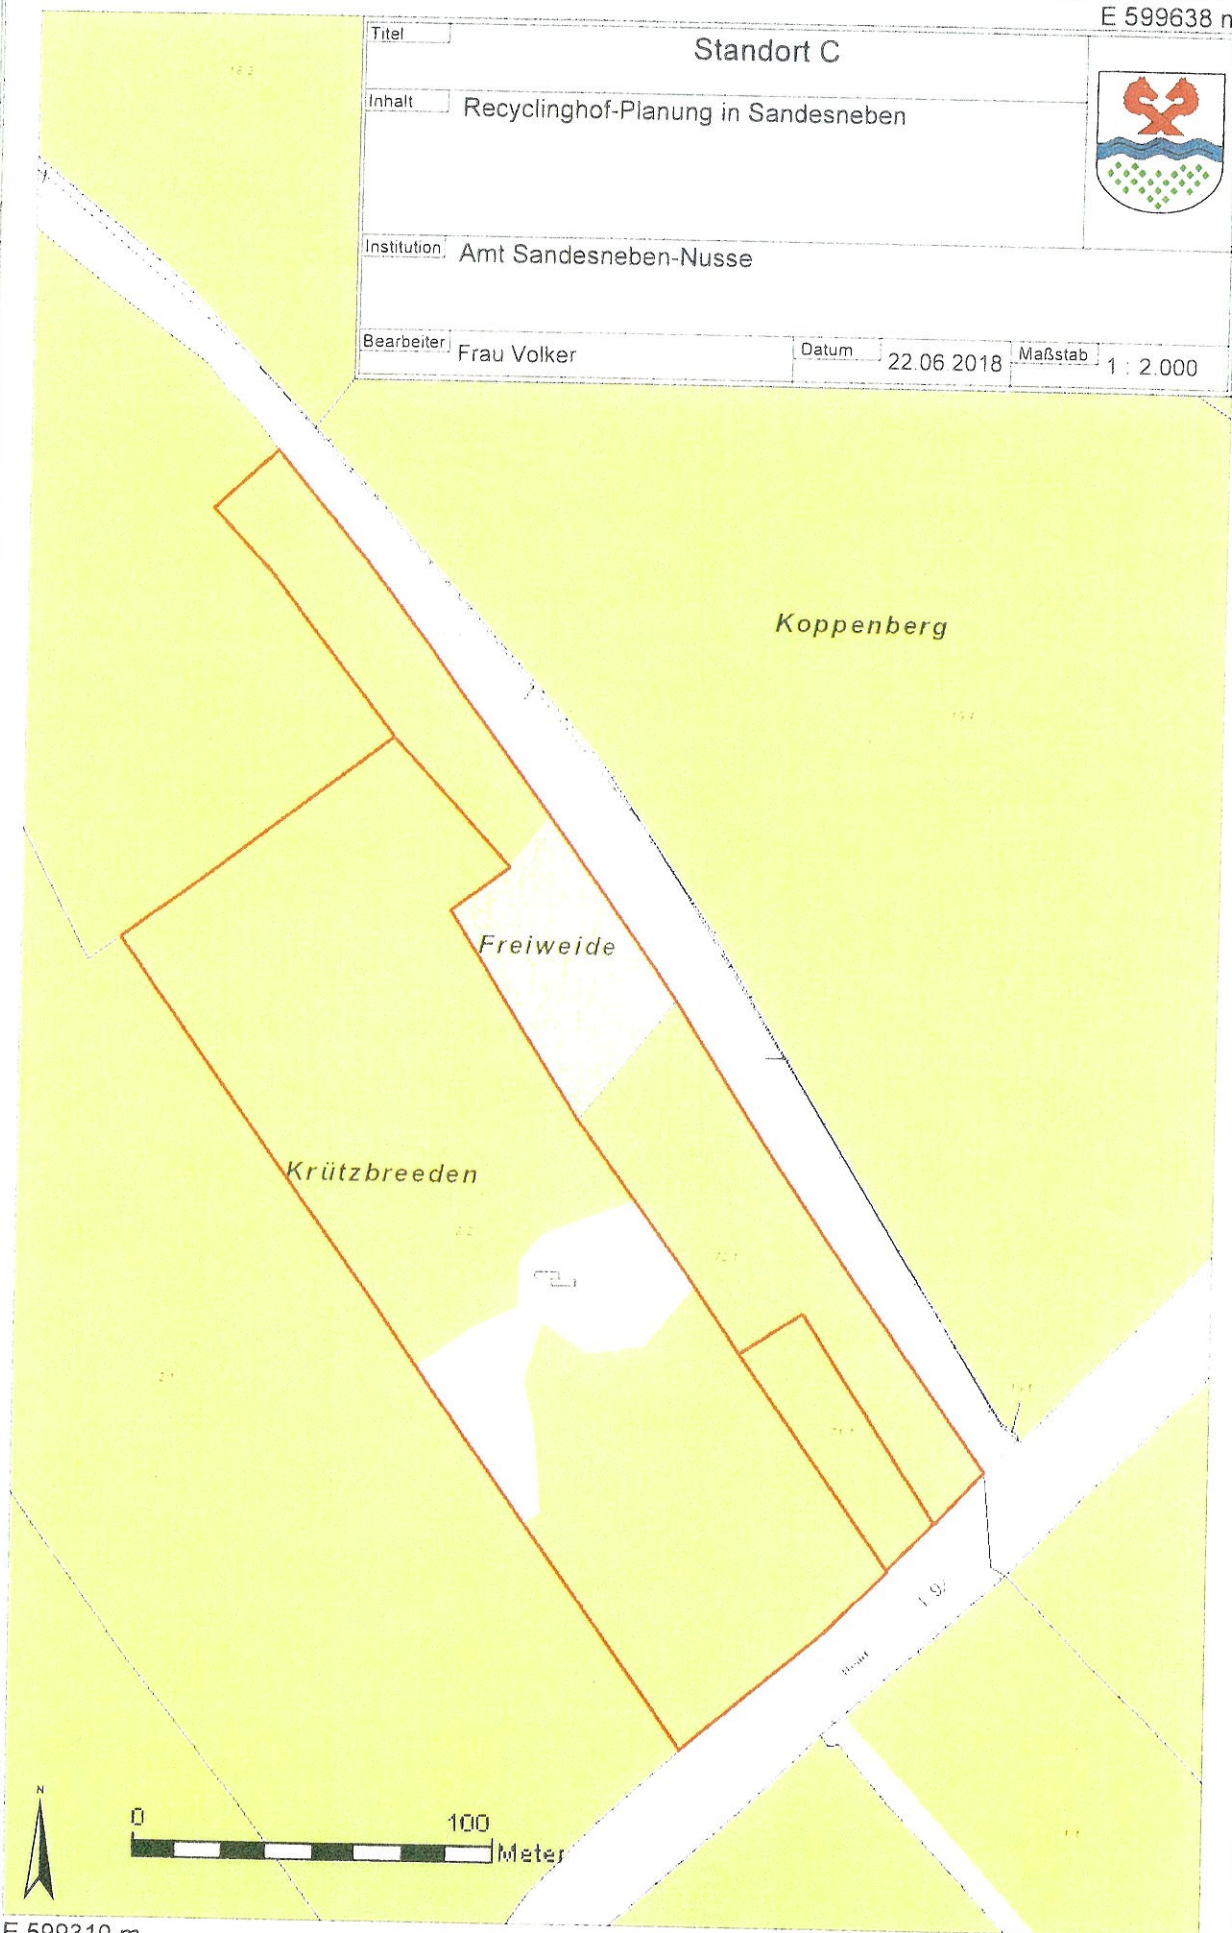 E 599638 m
Titel
Standort C
Inhalt
Recyclinghof-Planung in Sandesneben
Institution
Amt Sandesneben-Nusse
Bearbeiter
Frau Volker
Datum
22.06.2018
Maßstab
1 : 2.000
Koppenberg
Freiweide
Krützbreeden
N
0
100
Meter
E 599310 m